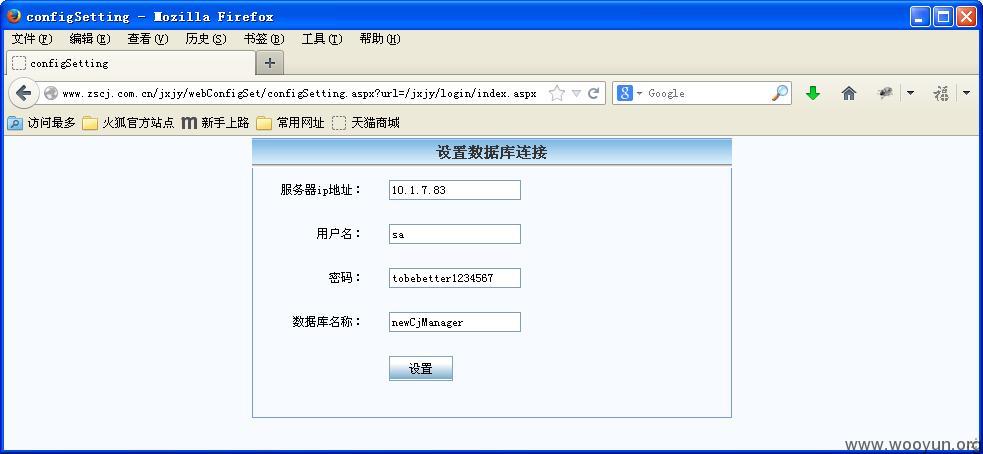 configSetting - Mozilla Firefox
文件(F) 编辑(E) 查看(V) 历史(S) 书签(B) 工具(T) 帮助(H)
configSetting
www.zscj.com.cn/jxjy/webConfigSet/configSetting.aspx?url=/jxjy/login/index.aspx
Google
访问最多 火狐官方站点 新手上路 常用网址 天猫商城
设置数据库连接
服务器ip地址： 10.1.7.83
用户名： sa
密码： tobebetter1234567
数据库名称： newCjManager
设置
www.wooyun.org